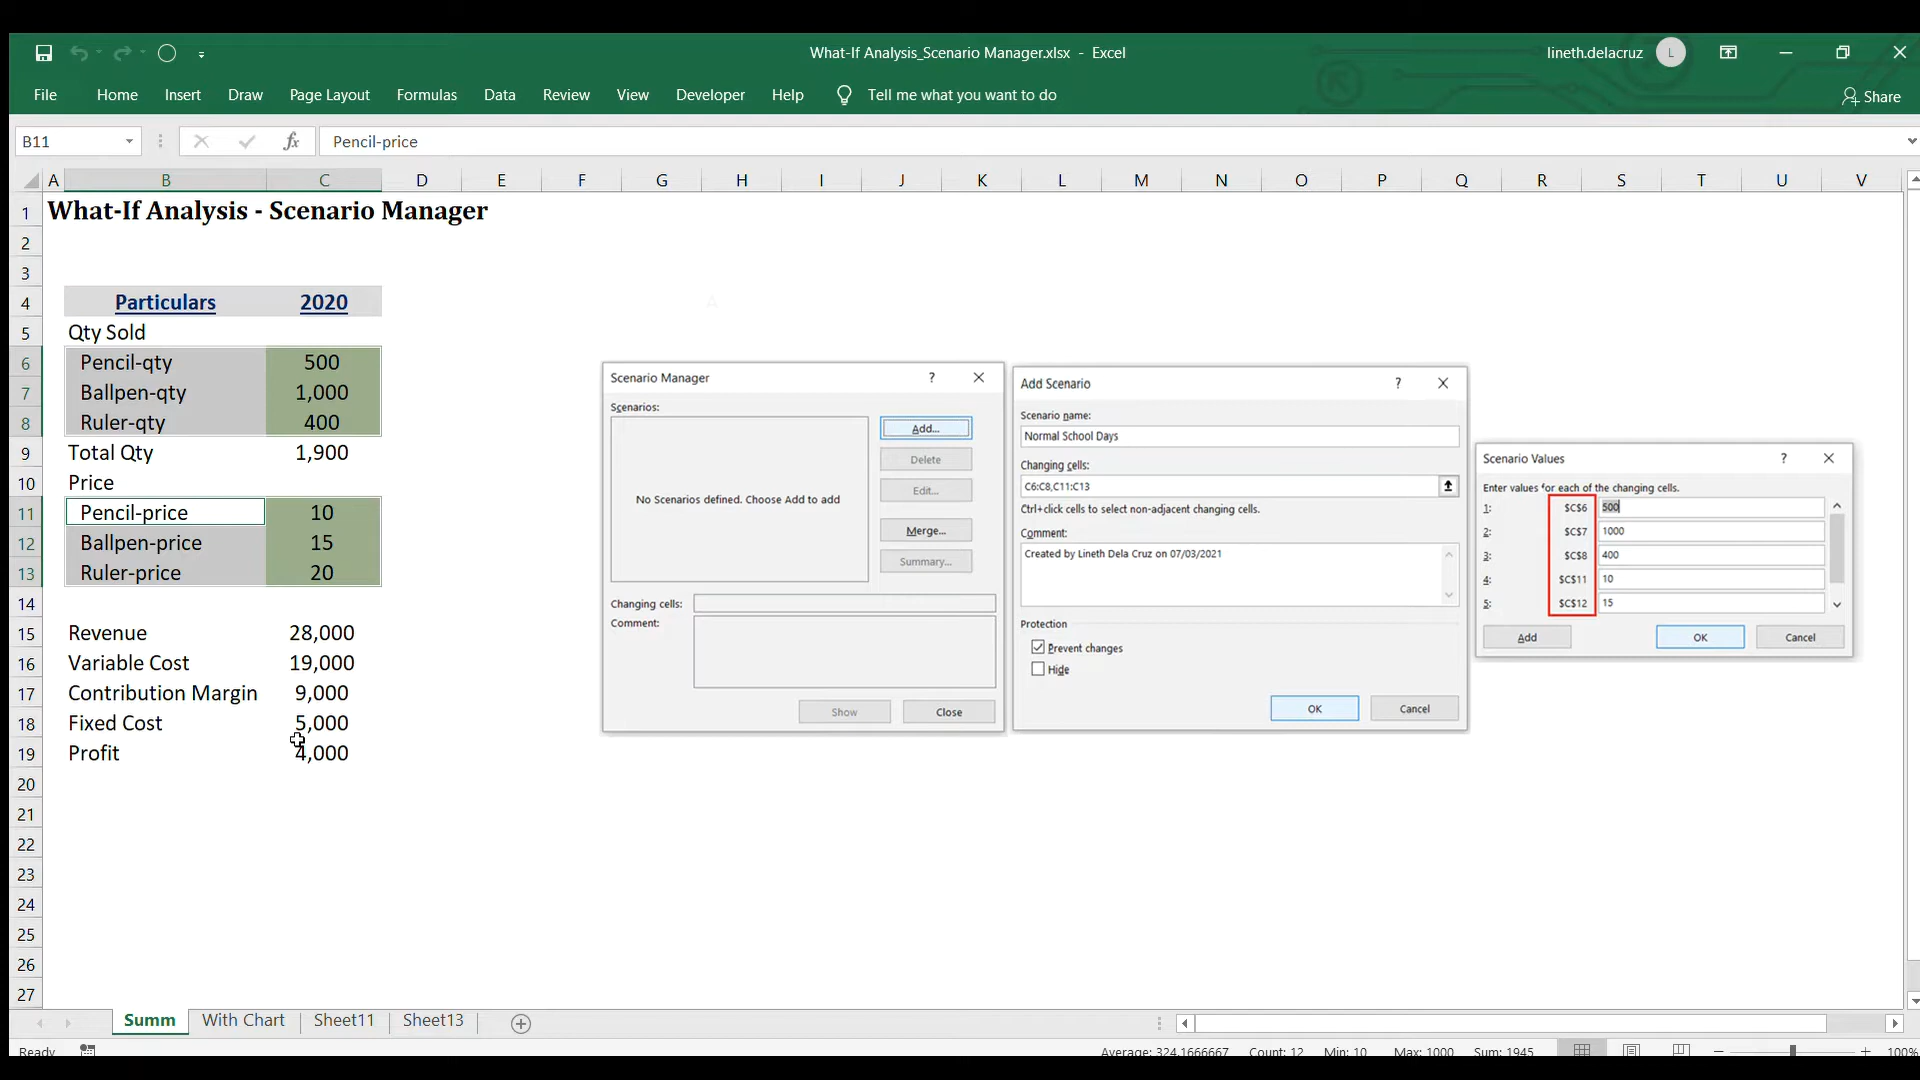 What-If Analysis_Scenario Manager.xlsx - Excel
lineth.delacruz L
File Home Insert Draw Page Layout Formulas Data Review View Developer Help Tell me what you want to do Share
B11 fx Pencil-price
A B C D E F G H I J K L M N O P Q R S T U V
1 What-If Analysis - Scenario Manager
2
3
4 Particulars 2020
5 Qty Sold
6 Pencil-qty 500
7 Ballpen-qty 1,000
8 Ruler-qty 400
9 Total Qty 1,900
10 Price
11 Pencil-price 10
12 Ballpen-price 15
13 Ruler-price 20
14
15 Revenue 28,000
16 Variable Cost 19,000
17 Contribution Margin 9,000
18 Fixed Cost 5,000
19 Profit 4,000
20
21
22
23
24
25
26
27
Scenario Manager ? ×
Scenarios:
No Scenarios defined. Choose Add to add
Add...
Delete
Edit...
Merge...
Summary...
Changing cells:
Comment:
Show Close
Add Scenario ? ×
Scenario name:
Normal School Days
Changing cells:
C6:C8,C11:C13
Ctrl+click cells to select non-adjacent changing cells.
Comment:
Created by Lineth Dela Cruz on 07/03/2021
Protection
Prevent changes
Hide
OK Cancel
Scenario Values ? ×
Enter values for each of the changing cells.
1: $C$6 500
2: $C$7 1000
3: $C$8 400
4: $C$11 10
5: $C$12 15
Add OK Cancel
Summ With Chart Sheet11 Sheet13
Ready Average: 324.1666667 Count: 12 Min: 10 Max: 1000 Sum: 1945 100%